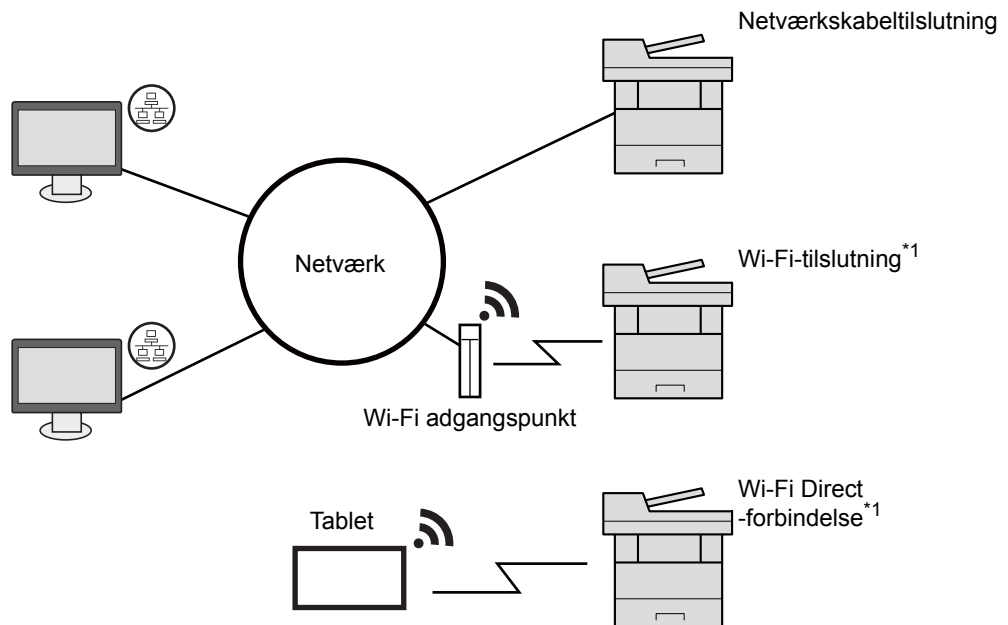 Netværkskabeltilslutning
Netværk
Wi-Fi-tilslutning*1
Wi-Fi adgangspunkt
Wi-Fi Direct
-forbindelse*1
Tablet